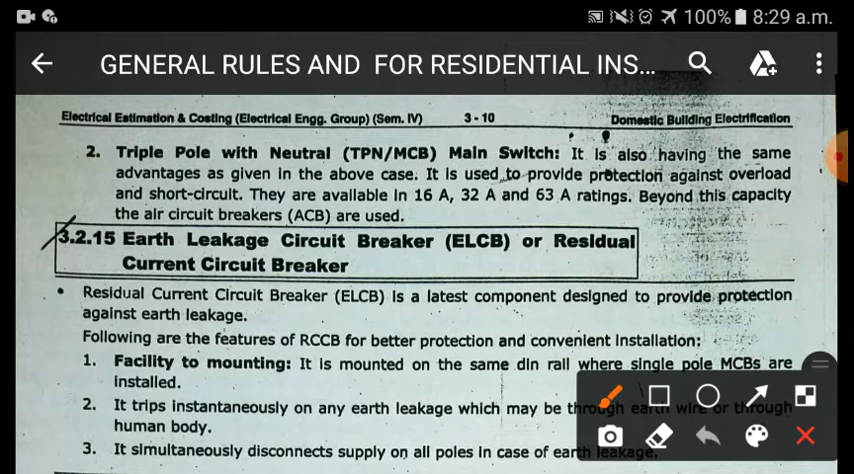 100% 8:29 a.m.
GENERAL RULES AND FOR RESIDENTIAL INS...
Electrical Estimation & Costing (Electrical Engg. Group) (Sem. IV) 3 - 10 Domestic Building Electrification
2. Triple Pole with Neutral (TPN/MCB) Main Switch: It is also having the same
advantages as given in the above case. It is used to provide protection against overload
and short-circuit. They are available in 16 A, 32 A and 63 A ratings. Beyond this capacity
the air circuit breakers (ACB) are used.
3.2.15 Earth Leakage Circuit Breaker (ELCB) or Residual
Current Circuit Breaker
• Residual Current Circuit Breaker (ELCB) is a latest component designed to provide protection
against earth leakage.
Following are the features of RCCB for better protection and convenient installation:
1. Facility to mounting: It is mounted on the same din rail where single pole MCBs are
installed.
2. It trips instantaneously on any earth leakage which may be through earth wire or through
human body.
3. It simultaneously disconnects supply on all poles in case of earth leakage.